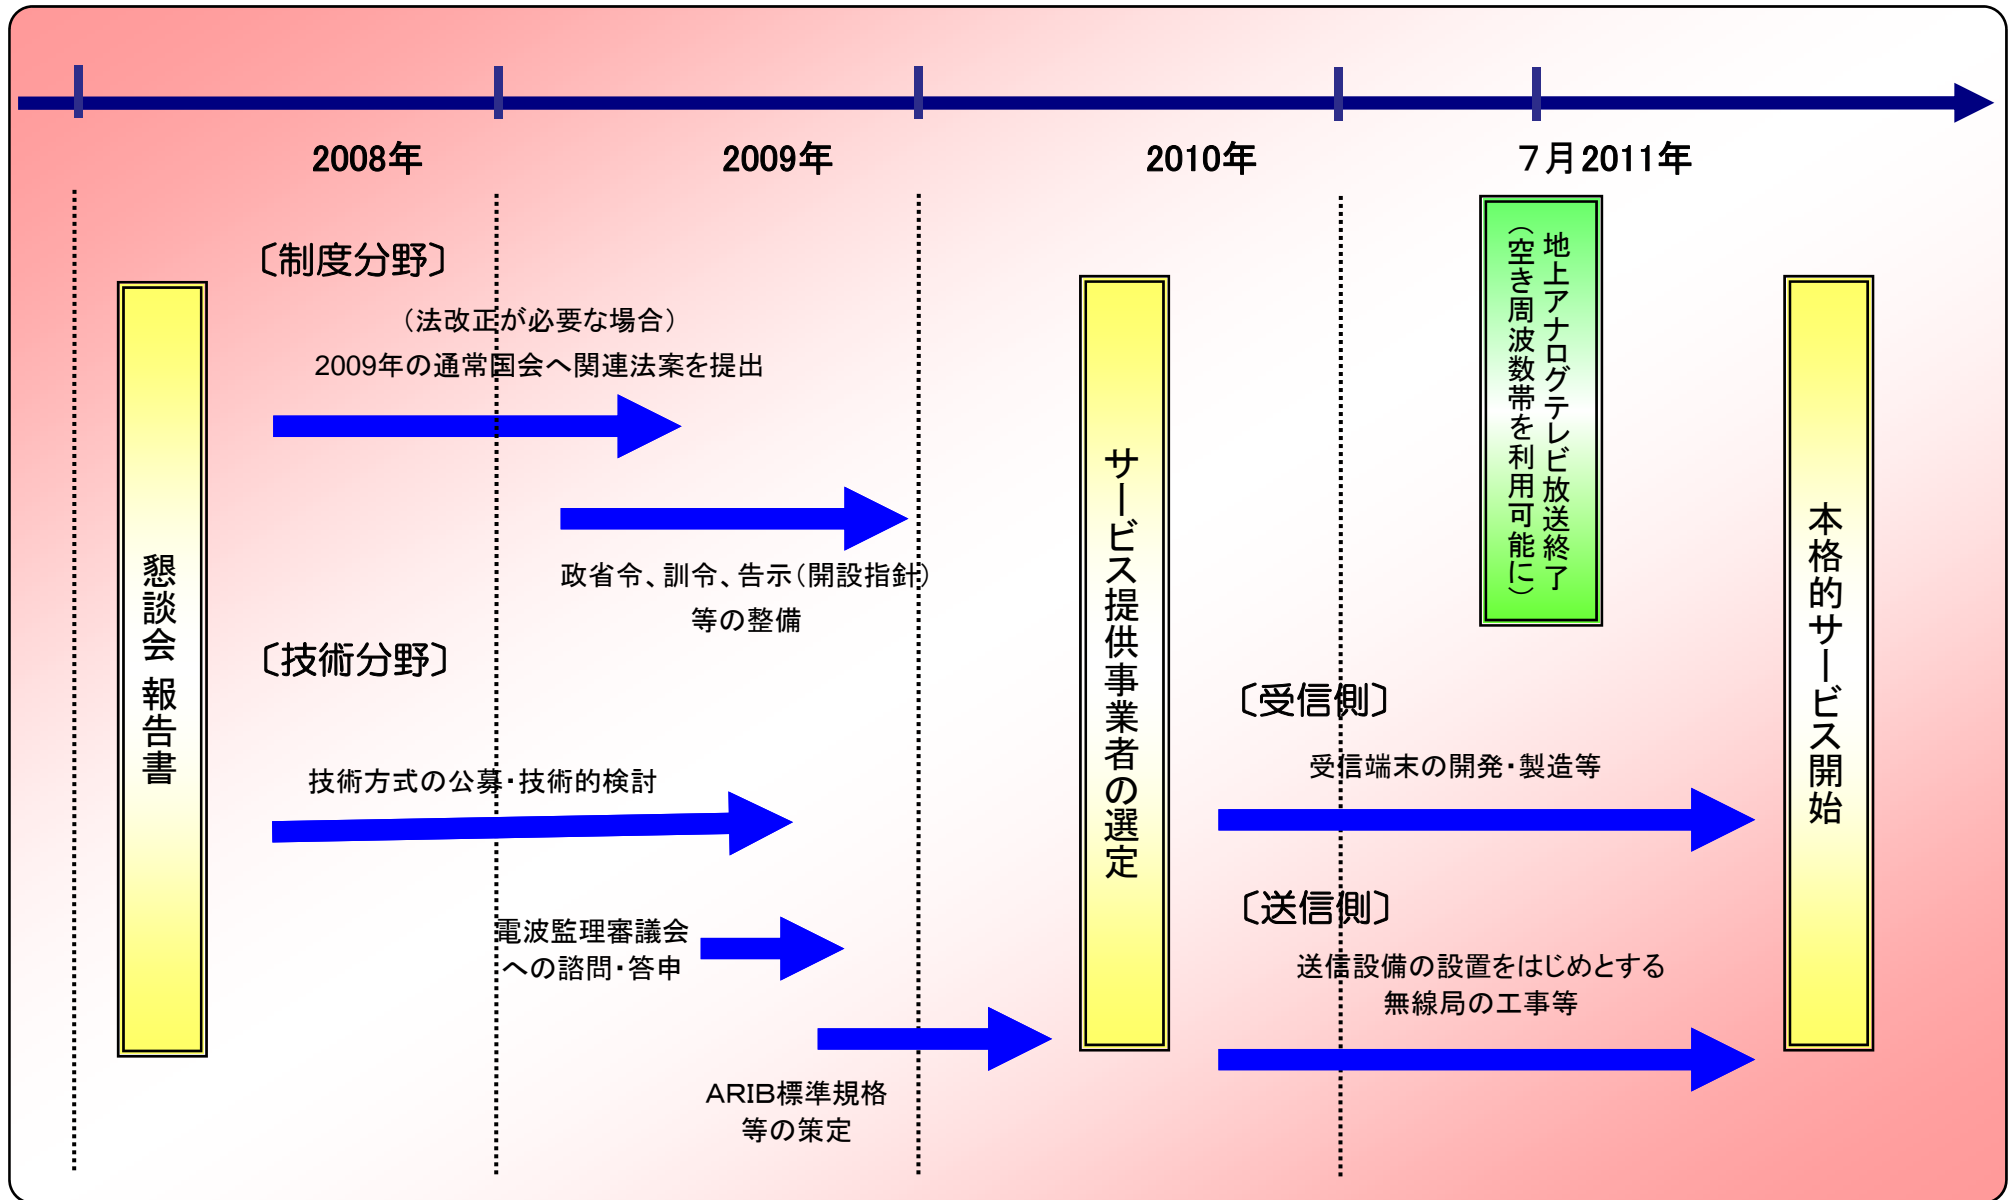 2008年
2009年
2010年
７月2011年
〔制度分野〕
（法改正が必要な場合）
2009年の通常国会へ関連法案を提出
政省令、訓令、告示（開設指針）
等の整備
懇談会 報告書
〔技術分野〕
技術方式の公募・技術的検討
電波監理審議会
への諮問・答申
ARIB標準規格
等の策定
サービス提供事業者の選定
地上アナログテレビ放送終了
（空き周波数帯を利用可能に）
〔受信側〕
受信端末の開発・製造等
〔送信側〕
送信設備の設置をはじめとする
無線局の工事等
本格的サービス開始